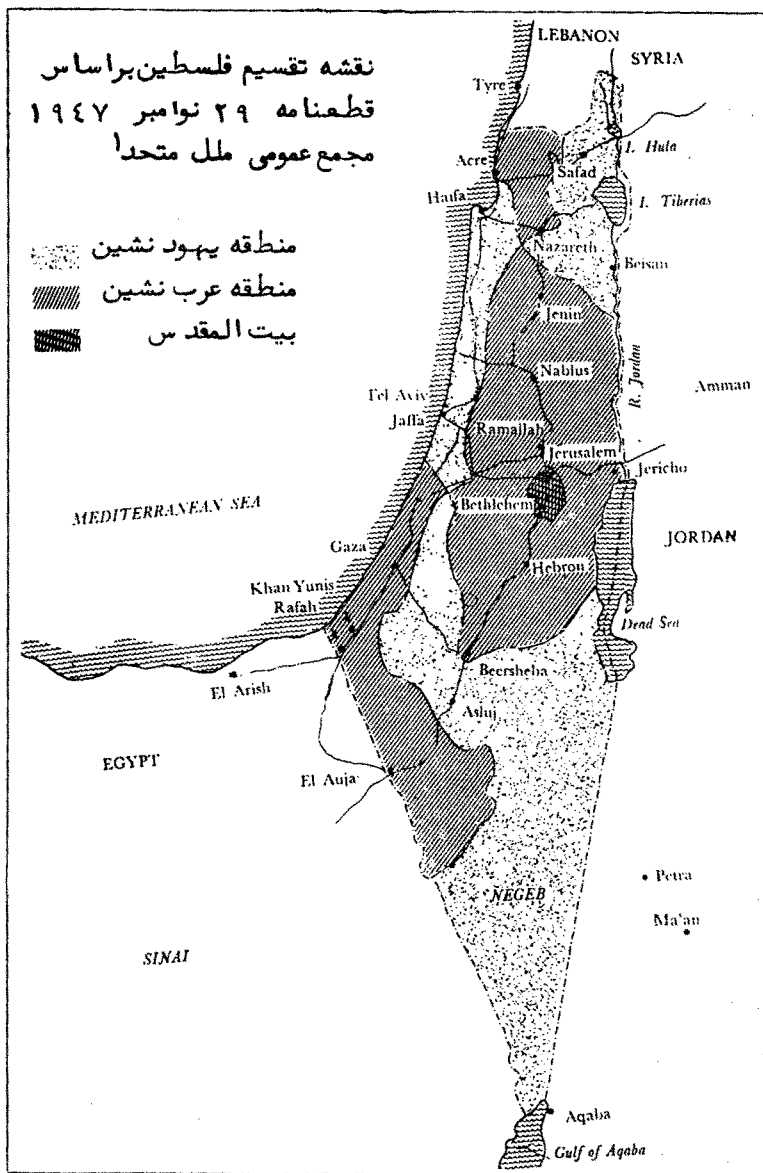 نقشه تقسیم فلسطین براساس
قطعنامه ۲۹ نوامبر ۱۹٤۷
مجمع عمومی ملل متحد۱
منطقه یهود نشین
منطقه عرب نشین
بیت المقدس
LEBANON
SYRIA
Tyre
Acre
Safad
I. Hula
Haifa
I. Tiberias
Nazareth
Beisan
Jenin
Nablus
R. Jordan
Amman
Tel Aviv
Jaffa
Ramallah
Jerusalem
Jericho
MEDITERRANEAN SEA
Bethlehem
Gaza
JORDAN
Khan Yunis
Hebron
Rafah
Dead Sea
El Arish
Beersheba
Asluj
EGYPT
El Auja
Petra
NEGEB
Ma'an
SINAI
Aqaba
Gulf of Aqaba